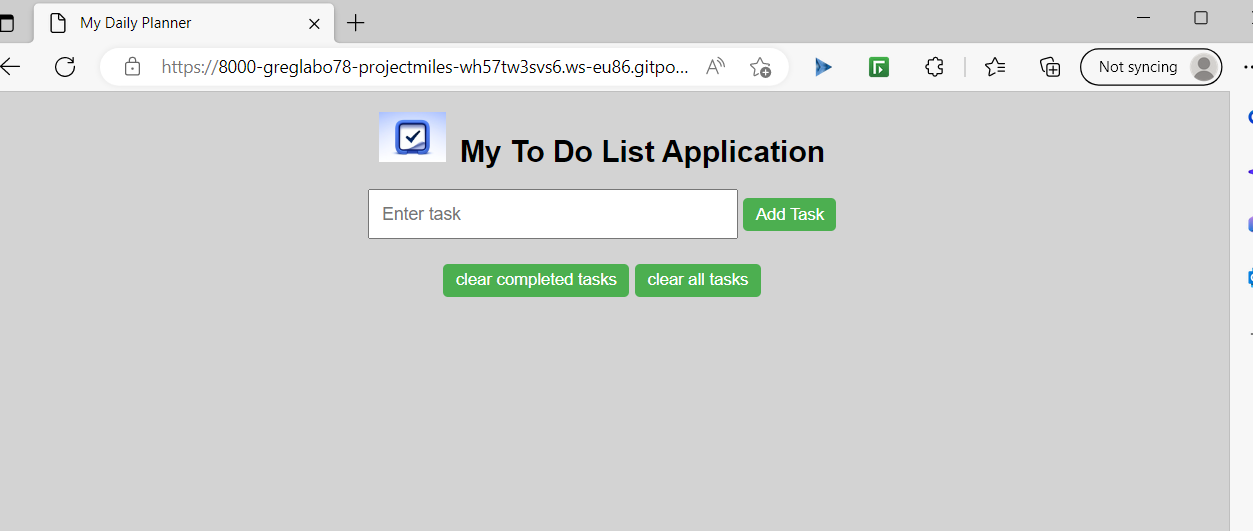 My Daily Planner
https://8000-greglabo78-projectmiles-wh57tw3svs6.ws-eu86.gitpo...
Not syncing
My To Do List Application
Enter task
Add Task
clear completed tasks
clear all tasks